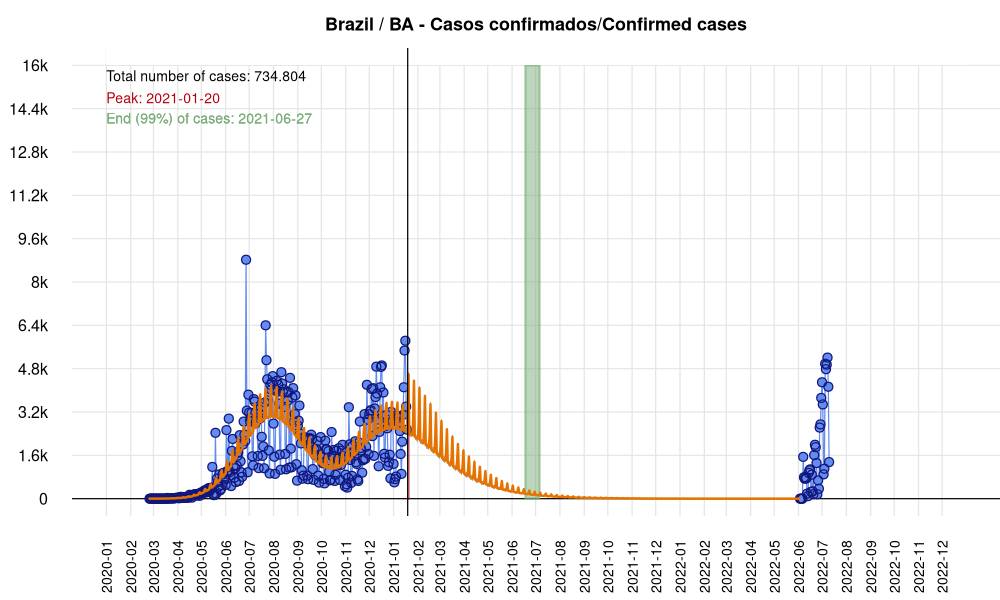 Brazil / BA - Casos confirmados/Confirmed cases
Total number of cases: 734.804
Peak: 2021-01-20
End (99%) of cases: 2021-06-27
16k
14.4k
12.8k
11.2k
9.6k
8k
6.4k
4.8k
3.2k
1.6k
0
2020-01
2020-02
2020-03
2020-04
2020-05
2020-06
2020-07
2020-08
2020-09
2020-10
2020-11
2020-12
2021-01
2021-02
2021-03
2021-04
2021-05
2021-06
2021-07
2021-08
2021-09
2021-10
2021-11
2021-12
2022-01
2022-02
2022-03
2022-04
2022-05
2022-06
2022-07
2022-08
2022-09
2022-10
2022-11
2022-12